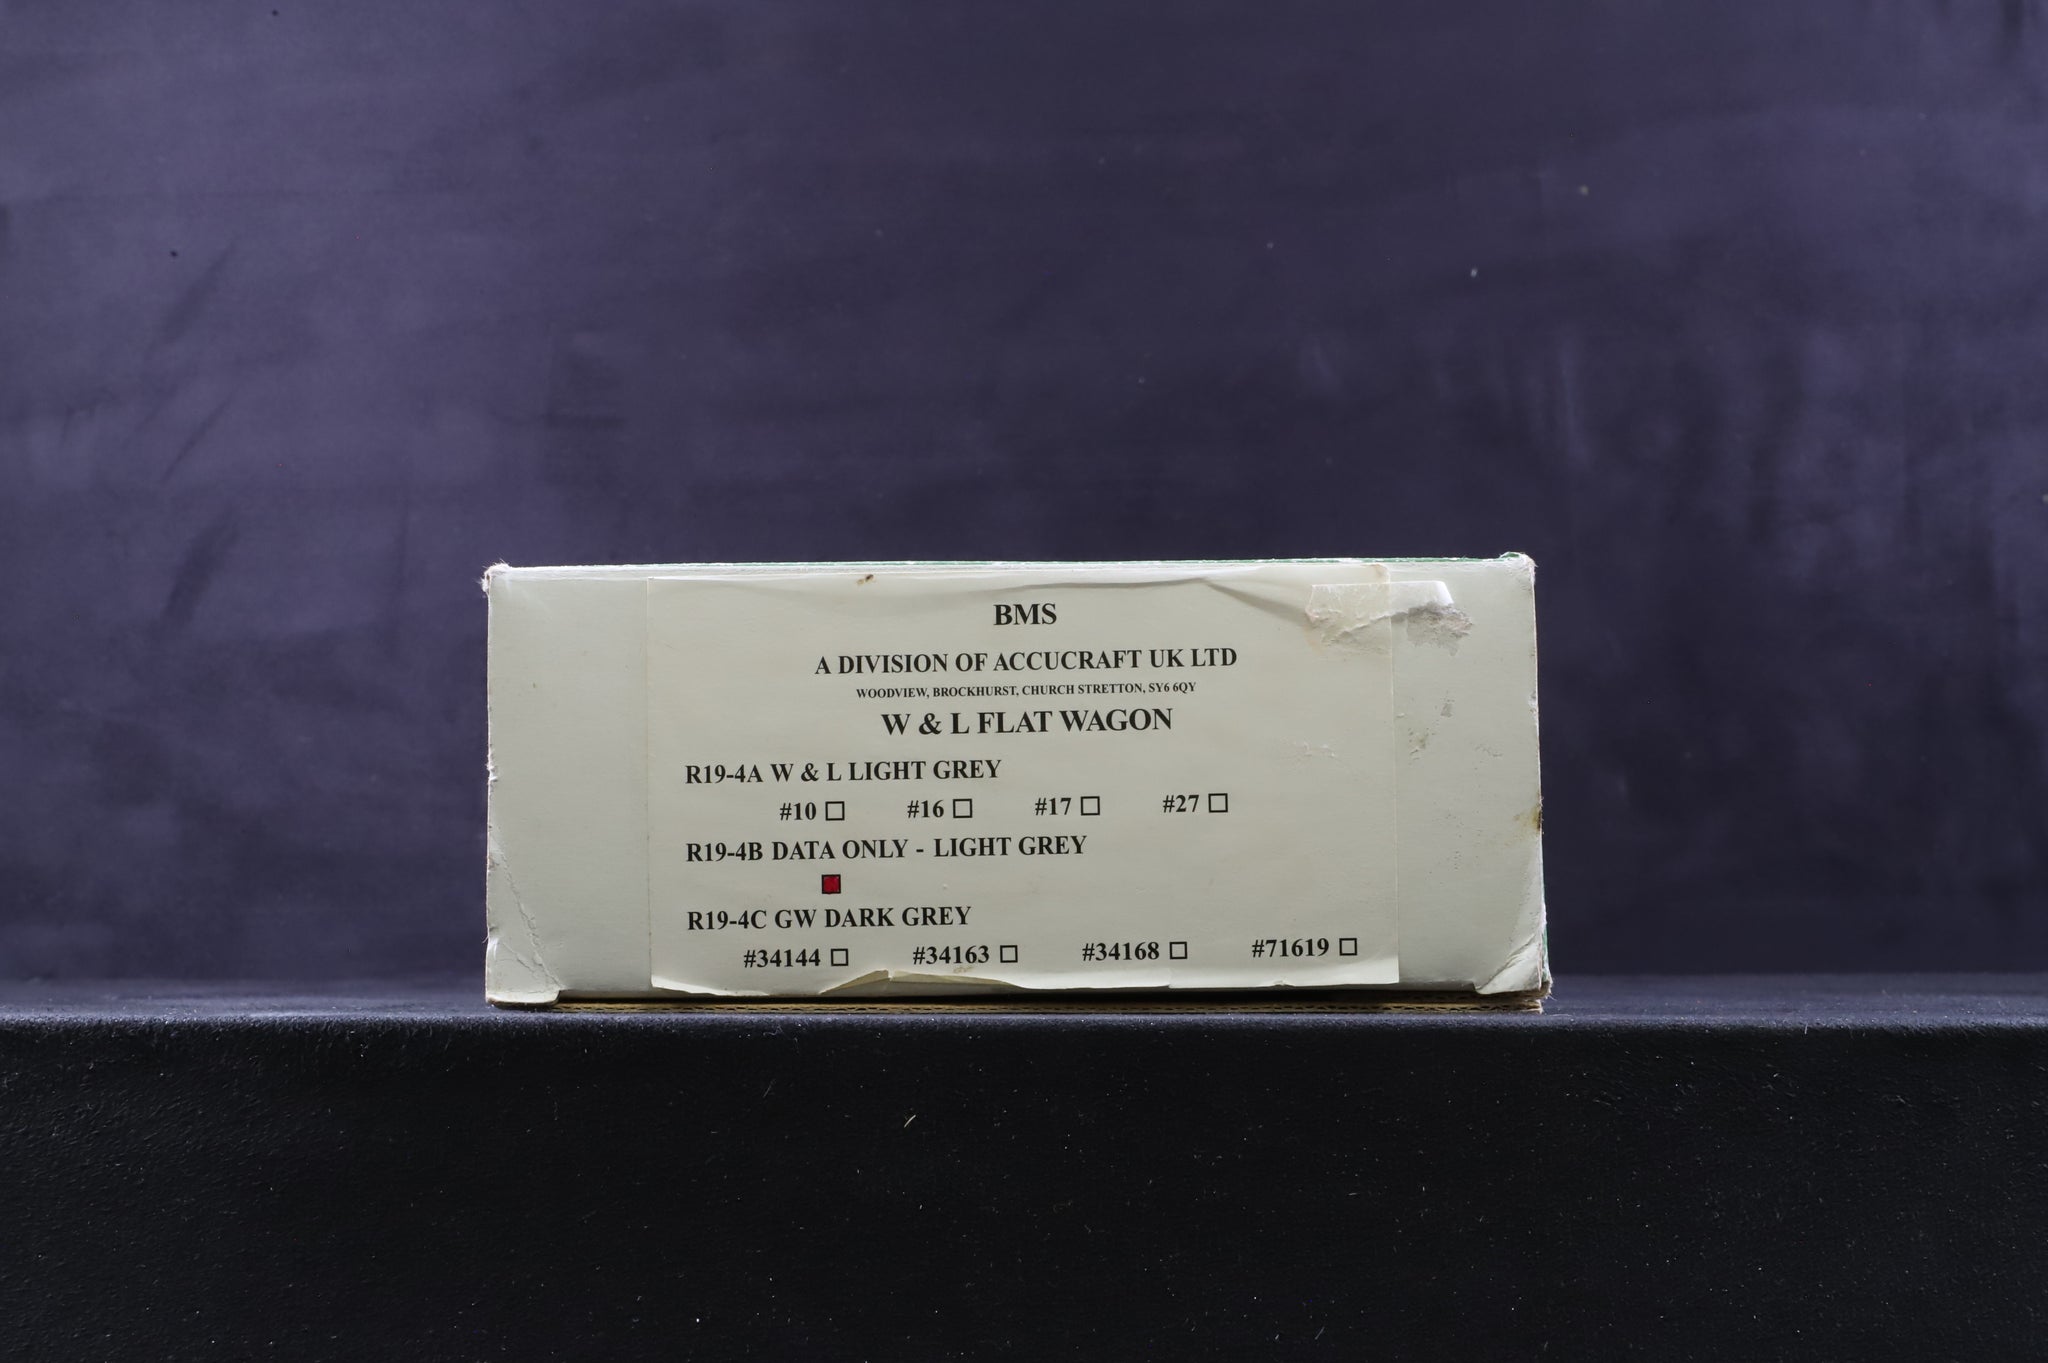 BMS
A DIVISION OF ACCUCRAFT UK LTD
WOODVIEW, BROCKHURST, CHURCH STRETTON, SY6 6QY
W & L FLAT WAGON
R19-4A W & L LIGHT GREY
#10 ☐ #16 ☐ #17 ☐ #27 ☐
R19-4B DATA ONLY - LIGHT GREY
R19-4C GW DARK GREY
#34144 ☐ #34163 ☐ #34168 ☐ #71619 ☐